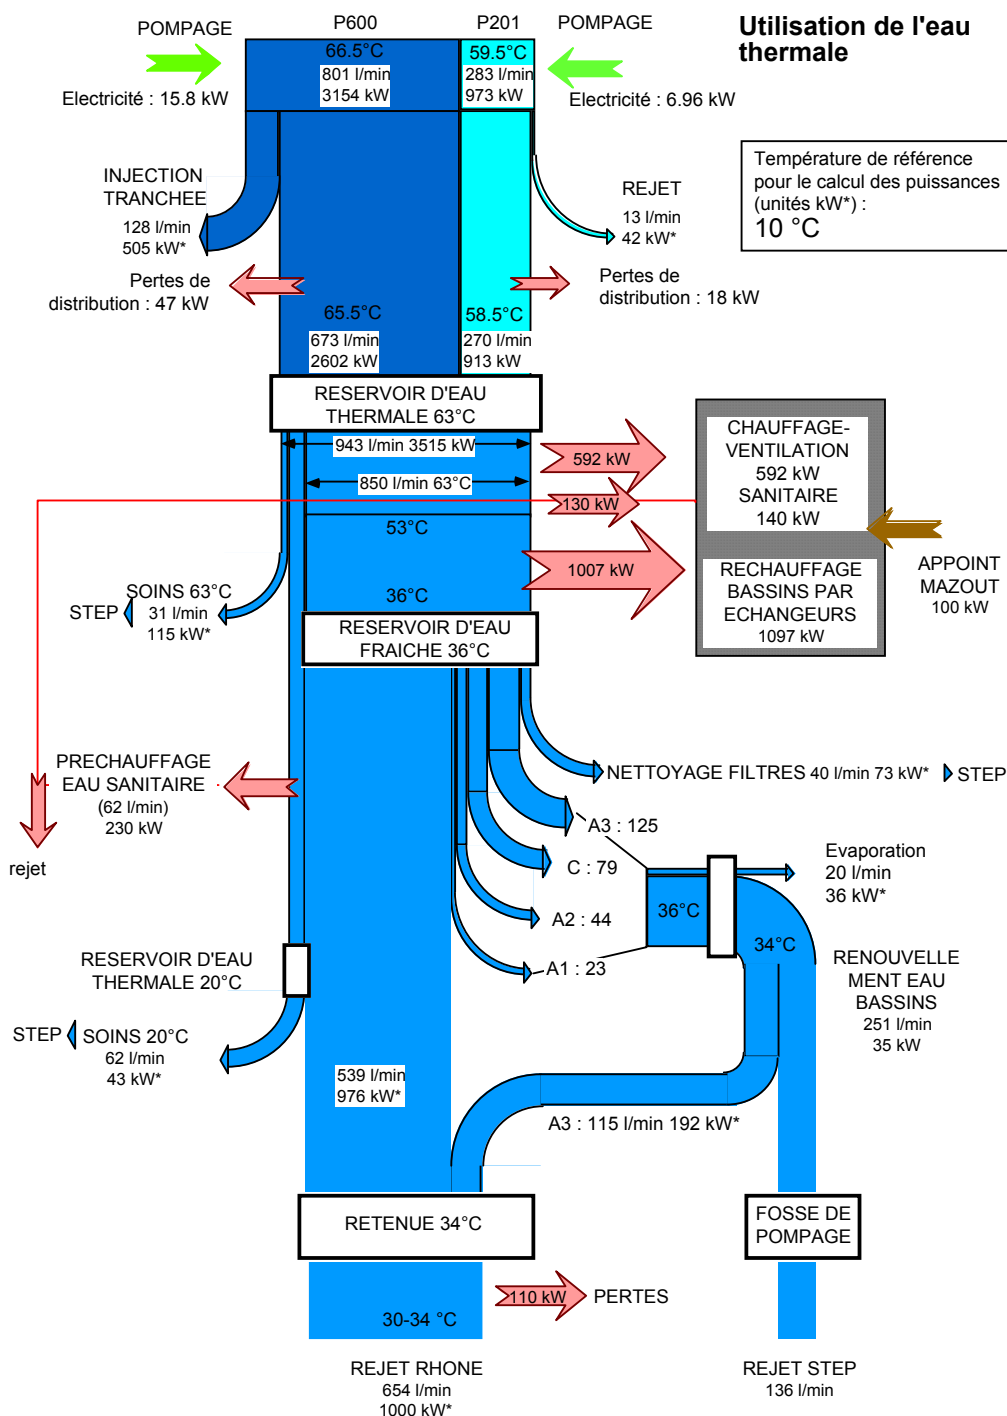 POMPAGE
P600
P201
POMPAGE
Utilisation de l'eau
thermale
66.5°C
801 l/min
3154 kW
59.5°C
283 l/min
973 kW
Electricité : 15.8 kW
Electricité : 6.96 kW
Température de référence
pour le calcul des puissances
(unités kW*) :
10 °C
INJECTION
TRANCHEE
128 l/min
505 kW*
REJET
13 l/min
42 kW*
Pertes de
distribution : 47 kW
Pertes de
distribution : 18 kW
65.5°C
673 l/min
2602 kW
58.5°C
270 l/min
913 kW
RESERVOIR D'EAU
THERMALE 63°C
943 l/min 3515 kW
592 kW
850 l/min 63°C
130 kW
53°C
1007 kW
36°C
CHAUFFAGE-
VENTILATION
592 kW
SANITAIRE
140 kW
RECHAUFFAGE
BASSINS PAR
ECHANGEURS
1097 kW
APPOINT
MAZOUT
100 kW
STEP
SOINS 63°C
31 l/min
115 kW*
RESERVOIR D'EAU
FRAICHE 36°C
PRECHAUFFAGE
EAU SANITAIRE
(62 l/min)
230 kW
rejet
NETTOYAGE FILTRES 40 l/min 73 kW*
STEP
A3 : 125
C : 79
A2 : 44
A1 : 23
36°C
34°C
Evaporation
20 l/min
36 kW*
RENOUVELLE
MENT EAU
BASSINS
251 l/min
35 kW
RESERVOIR D'EAU
THERMALE 20°C
STEP
SOINS 20°C
62 l/min
43 kW*
539 l/min
976 kW*
A3 : 115 l/min 192 kW*
RETENUE 34°C
FOSSE DE
POMPAGE
110 kW
PERTES
30-34 °C
REJET RHONE
654 l/min
1000 kW*
REJET STEP
136 l/min